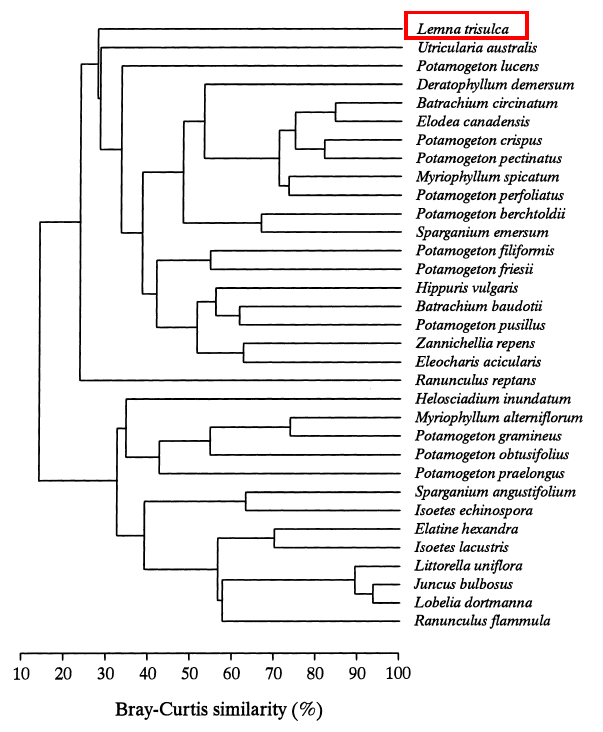 Lemna trisulca
Utricularia australis
Potamogeton lucens
Deratophyllum demersum
Batrachium circinatum
Elodea canadensis
Potamogeton crispus
Potamogeton pectinatus
Myriophyllum spicatum
Potamogeton perfoliatus
Potamogeton berchtoldii
Sparganium emersum
Potamogeton filiformis
Potamogeton friesii
Hippuris vulgaris
Batrachium baudotii
Potamogeton pusillus
Zannichellia repens
Eleocharis acicularis
Ranunculus reptans
Helosciadium inundatum
Myriophyllum alterniflorum
Potamogeton gramineus
Potamogeton obtusifolius
Potamogeton praelongus
Sparganium angustifolium
Isoetes echinospora
Elatine hexandra
Isoetes lacustris
Littorella uniflora
Juncus bulbosus
Lobelia dortmanna
Ranunculus flammula
10 20 30 40 50 60 70 80 90 100
Bray-Curtis similarity (%)